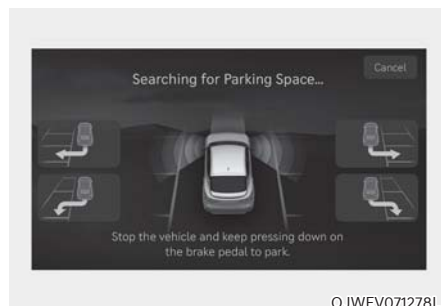 Cancel
Searching for Parking Space...
Stop the vehicle and keep pressing down on
the brake pedal to park.
OJWEV071278L